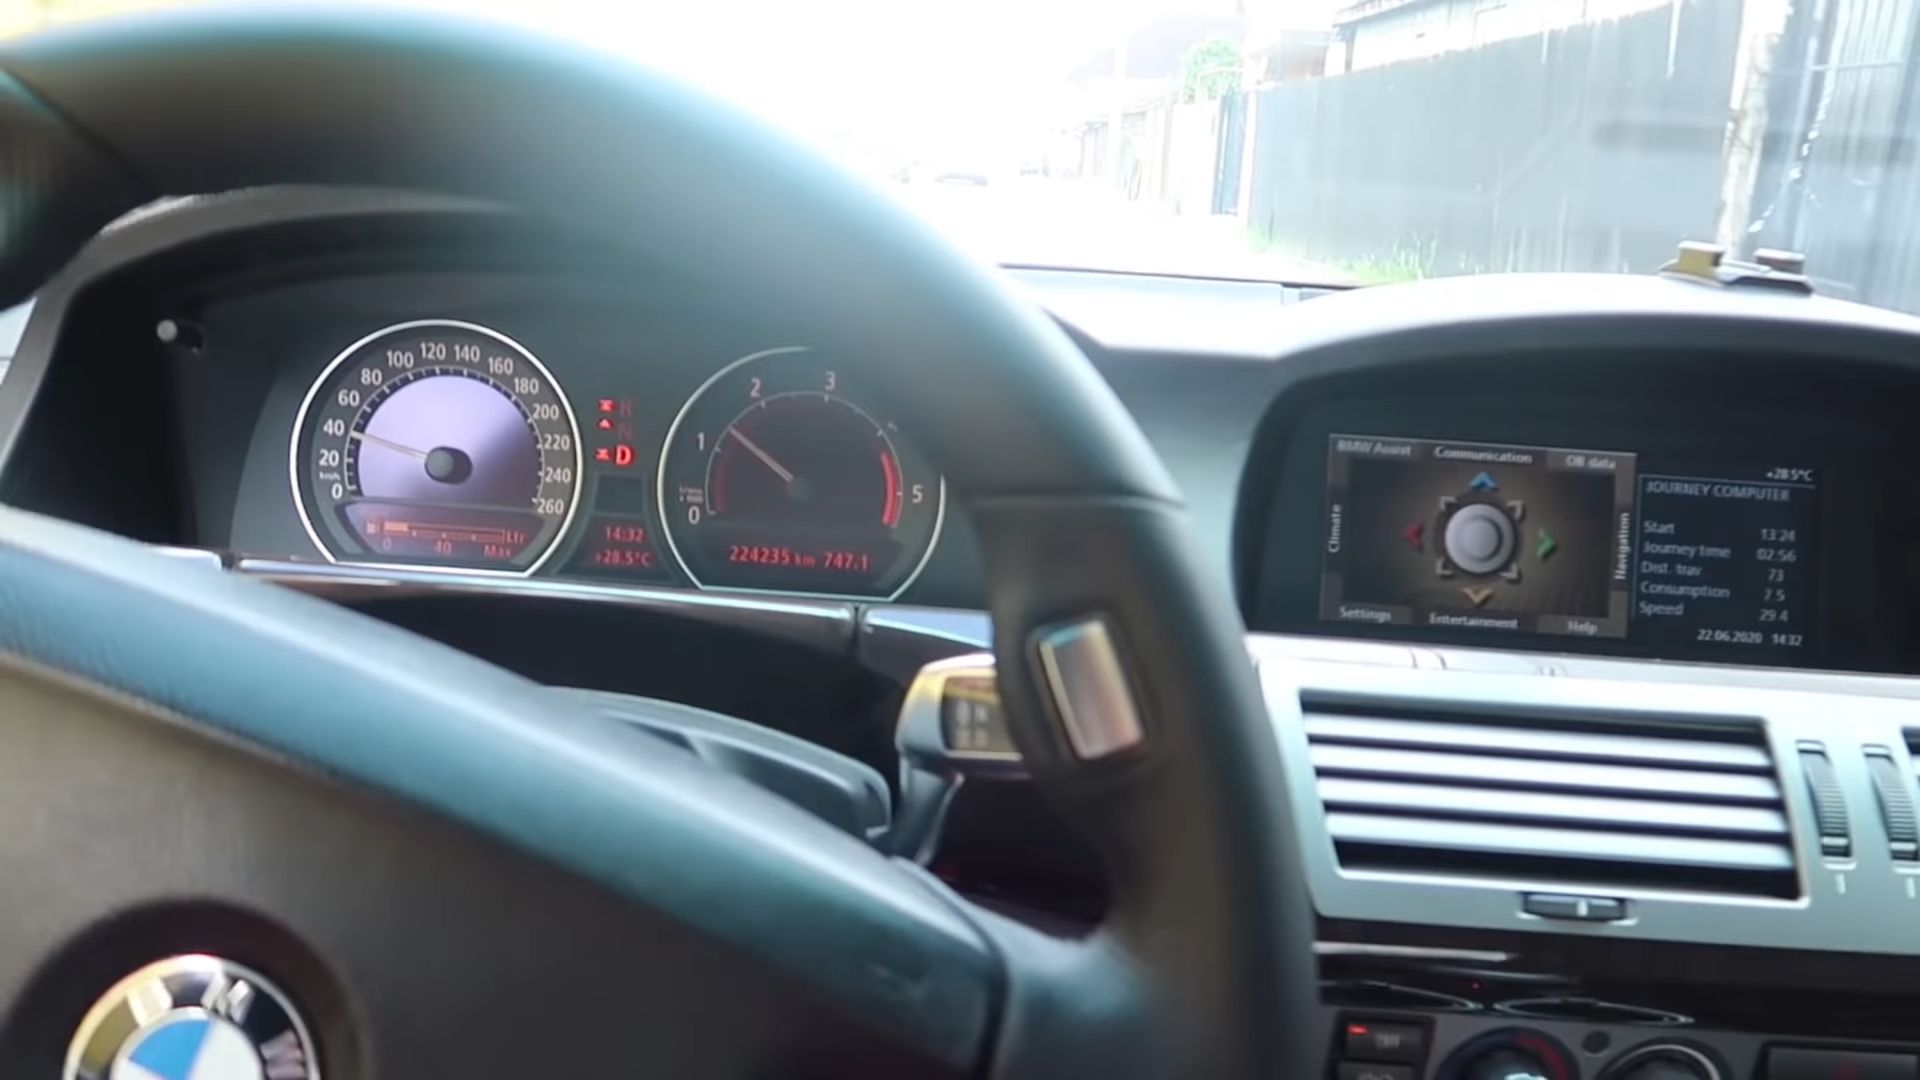 0
20
40
60
80
100
120
140
160
180
200
220
240
260
km/h
0 40 Max
Ltr
R
N
D
14:32
+28.5°C
0
1
2
3
5
224235 km 747.1
BMW Assist
Communication
OB data
Climate
Navigation
Settings
Entertainment
Help
+28.5°C
JOURNEY COMPUTER
Start 13:24
Journey time 02:56
Dist. trav 73
Consumption 7.5
Speed 29.4
22.06.2020 14:32
B M W